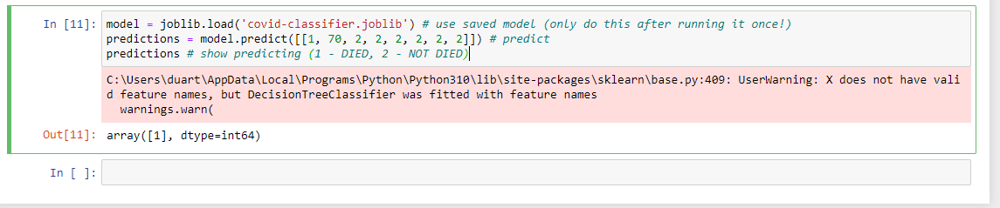 In [11]: model = joblib.load('covid-classifier.joblib') # use saved model (only do this after running it once!)
predictions = model.predict([[1, 70, 2, 2, 2, 2, 2, 2]]) # predict
predictions # show predicting (1 - DIED, 2 - NOT DIED)
C:\Users\duart\AppData\Local\Programs\Python\Python310\lib\site-packages\sklearn\base.py:409: UserWarning: X does not have vali
d feature names, but DecisionTreeClassifier was fitted with feature names
  warnings.warn(
Out[11]: array([1], dtype=int64)
In [ ]: